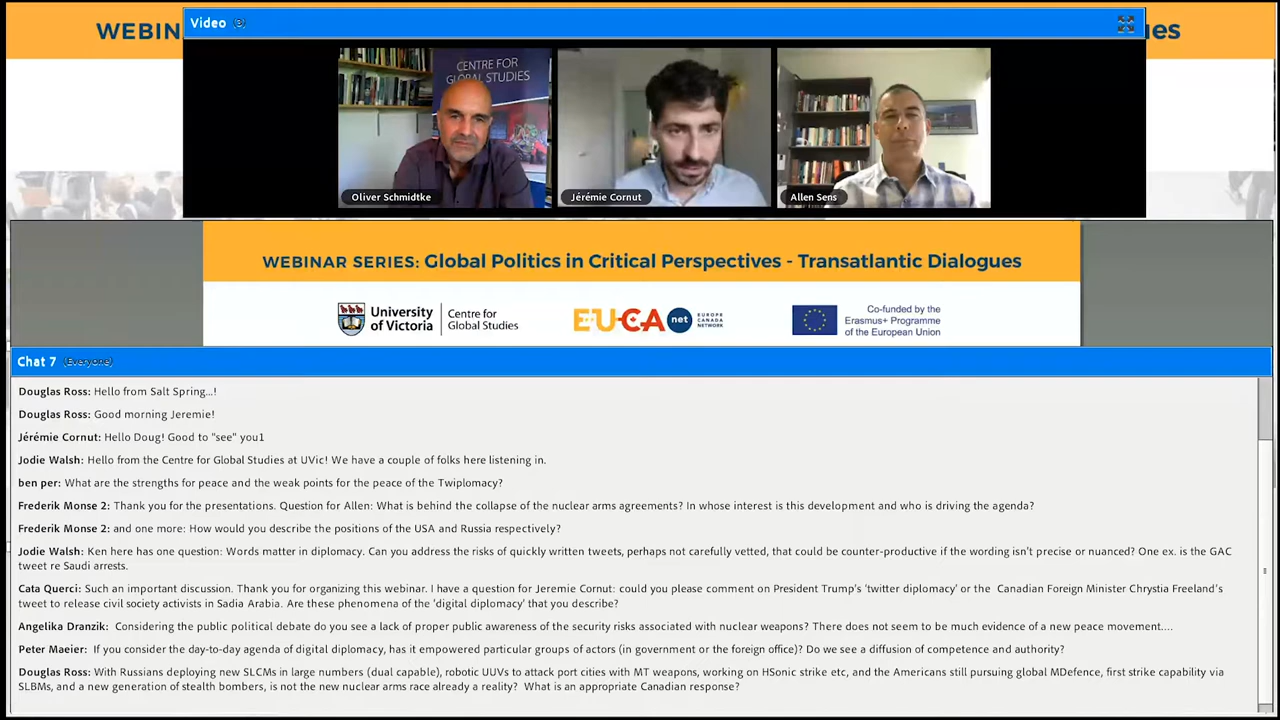 WEBIN
ies
Video (3)
CENTRE FOR
GLOBAL STUDIES
Oliver Schmidtke
Jérémie Cornut
Allen Sens
WEBINAR SERIES: Global Politics in Critical Perspectives - Transatlantic Dialogues
University of Victoria
Centre for Global Studies
EUCA net
EUROPE CANADA NETWORK
Co-funded by the
Erasmus+ Programme
of the European Union
Chat 7 (Everyone)
Douglas Ross: Hello from Salt Spring...!
Douglas Ross: Good morning Jeremie!
Jérémie Cornut: Hello Doug! Good to "see" you1
Jodie Walsh: Hello from the Centre for Global Studies at UVic! We have a couple of folks here listening in.
ben per: What are the strengths for peace and the weak points for the peace of the Twiplomacy?
Frederik Monse 2: Thank you for the presentations. Question for Allen: What is behind the collapse of the nuclear arms agreements? In whose interest is this development and who is driving the agenda?
Frederik Monse 2: and one more: How would you describe the positions of the USA and Russia respectively?
Jodie Walsh: Ken here has one question: Words matter in diplomacy. Can you address the risks of quickly written tweets, perhaps not carefully vetted, that could be counter-productive if the wording isn't precise or nuanced? One ex. is the GAC
tweet re Saudi arrests.
Cata Querci: Such an important discussion. Thank you for organizing this webinar. I have a question for Jeremie Cornut: could you please comment on President Trump's 'twitter diplomacy' or the Canadian Foreign Minister Chrystia Freeland's
tweet to release civil society activists in Sadia Arabia. Are these phenomena of the 'digital diplomacy' that you describe?
Angelika Dranzik: Considering the public political debate do you see a lack of proper public awareness of the security risks associated with nuclear weapons? There does not seem to be much evidence of a new peace movement....
Peter Maeier: If you consider the day-to-day agenda of digital diplomacy, has it empowered particular groups of actors (in government or the foreign office)? Do we see a diffusion of competence and authority?
Douglas Ross: With Russians deploying new SLCMs in large numbers (dual capable), robotic UUVs to attack port cities with MT weapons, working on HSonic strike etc, and the Americans still pursuing global MDefence, first strike capability via
SLBMs, and a new generation of stealth bombers, is not the new nuclear arms race already a reality? What is an appropriate Canadian response?